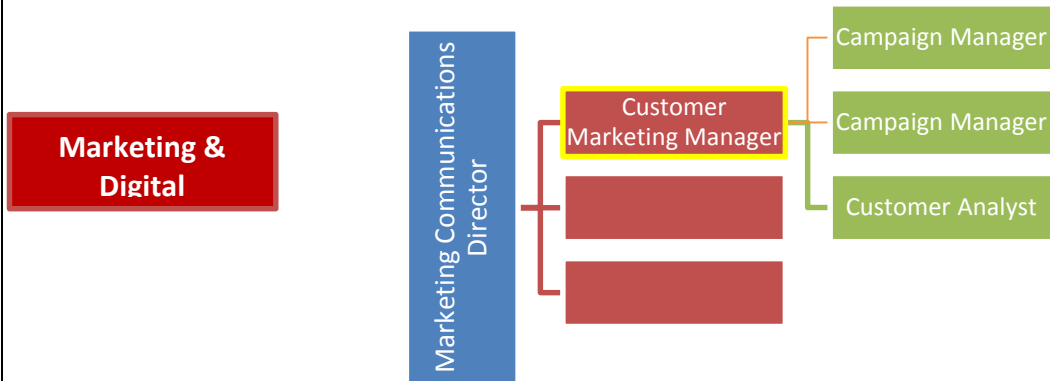 Marketing &
Digital
Marketing Communications
Director
Customer
Marketing Manager
Campaign Manager
Campaign Manager
Customer Analyst